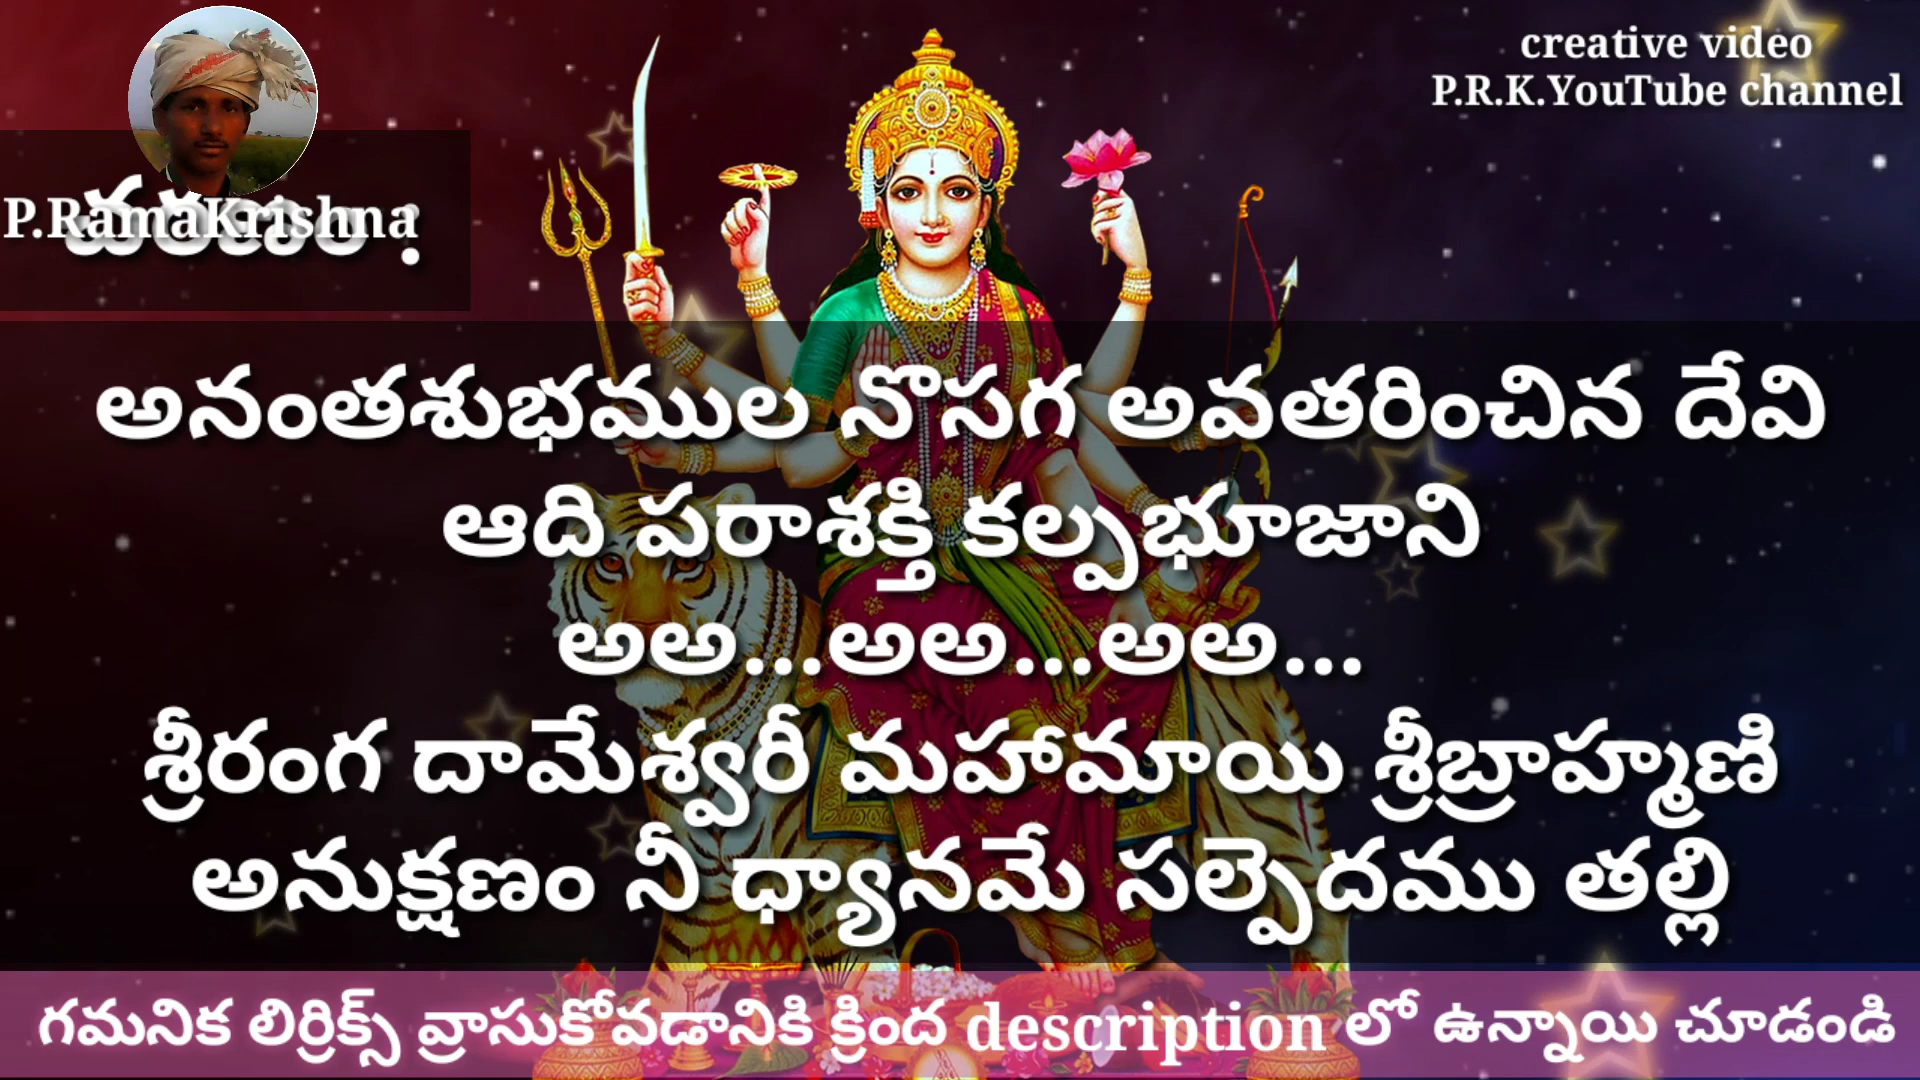 creative video
P.R.K.YouTube channel
P.RamaKrishna
చరణం :
అనంతశుభముల నొసగ అవతరించిన దేవి
ఆది పరాశక్తి కల్పభూజాని
అఅ...అఅ...అఅ...
శ్రీరంగ దామేశ్వరీ మహామాయి శ్రీబ్రాహ్మణి
అనుక్షణం నీ ధ్యానమే సల్పెదము తల్లి
గమనిక లిర్రిక్స్ వ్రాసుకోవడానికి క్రింద description లో ఉన్నాయి చూడండి